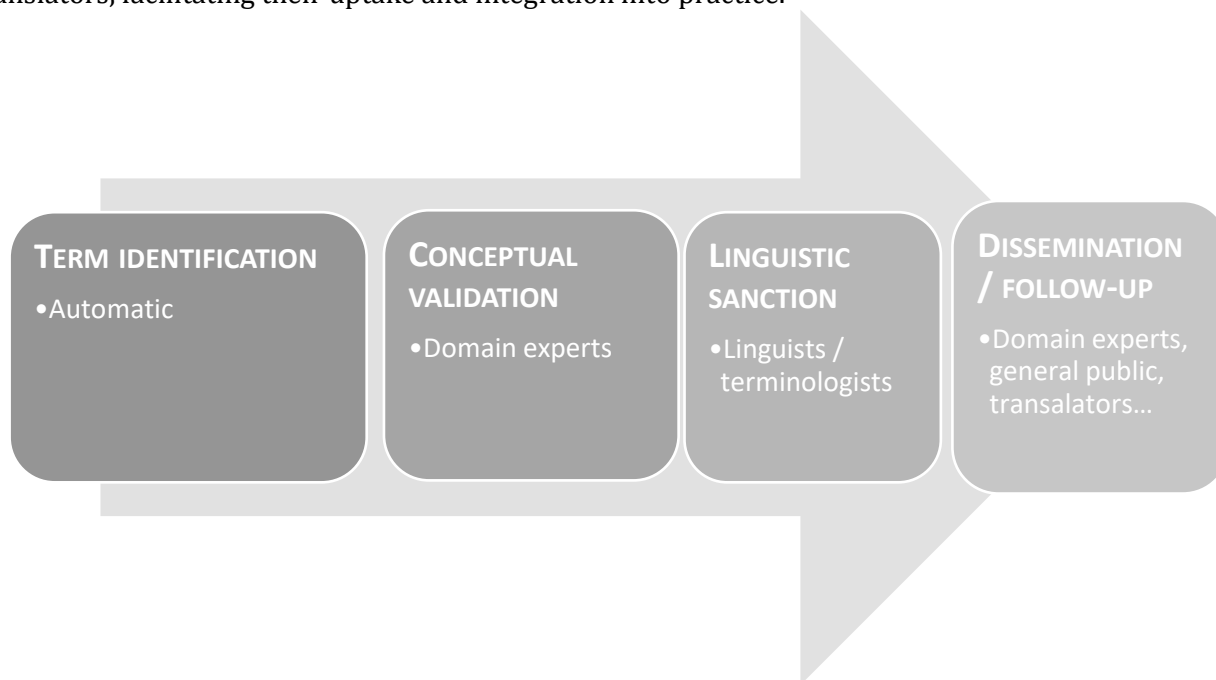 anslators, facilitating their uptake and integration into practice.
TERM IDENTIFICATION
•Automatic
CONCEPTUAL
VALIDATION
•Domain experts
LINGUISTIC
SANCTION
•Linguists /
terminologists
DISSEMINATION
/ FOLLOW-UP
•Domain experts,
general public,
transalators…